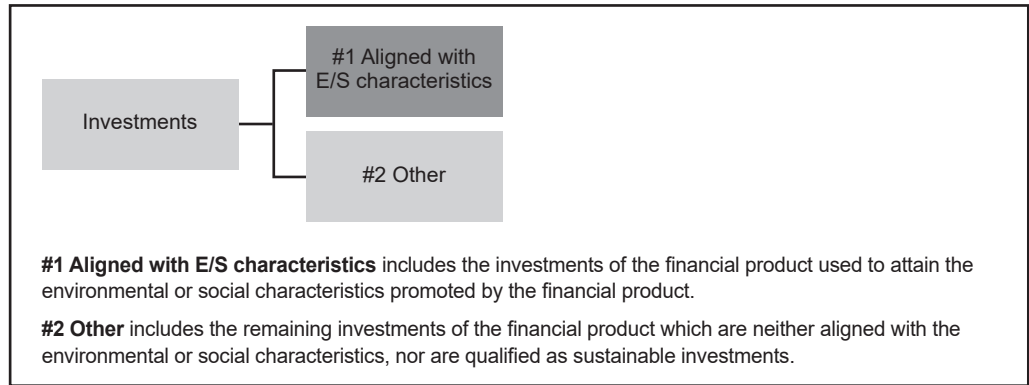 #1 Aligned with
E/S characteristics
Investments
#2 Other
#1 Aligned with E/S characteristics includes the investments of the financial product used to attain the
environmental or social characteristics promoted by the financial product.
#2 Other includes the remaining investments of the financial product which are neither aligned with the
environmental or social characteristics, nor are qualified as sustainable investments.